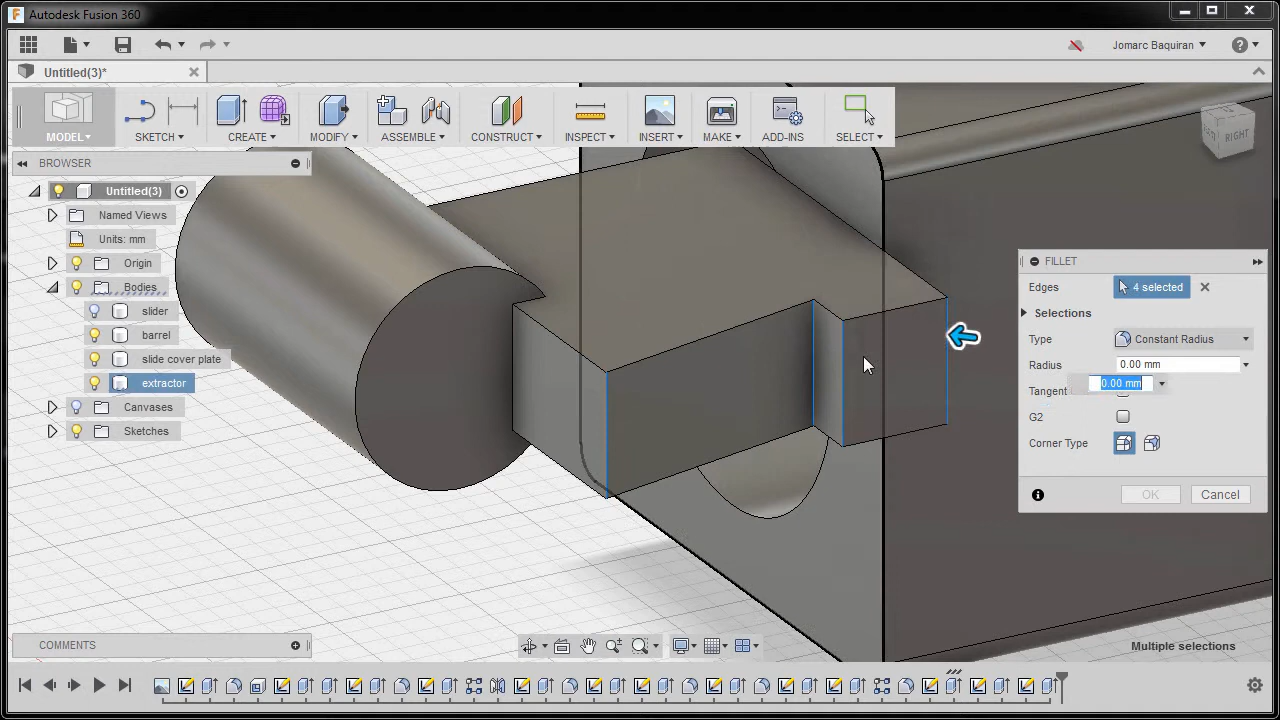 Autodesk Fusion 360
Jomarc Baquiran
Untitled(3)*
MODEL
SKETCH
CREATE
MODIFY
ASSEMBLE
CONSTRUCT
INSPECT
INSERT
MAKE
ADD-INS
SELECT
RIGHT
BROWSER
Untitled(3)
Named Views
Units: mm
Origin
Bodies
slider
barrel
slide cover plate
extractor
Canvases
Sketches
FILLET
Edges 4 selected
Selections
Type Constant Radius
Radius 0.00 mm
Tangent 0.00 mm
G2
Corner Type
OK Cancel
COMMENTS
Multiple selections